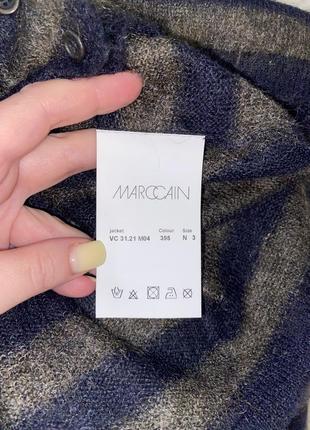 MARCCAIN
jacket Colour Size
VC 31.21 M04 395 N 3